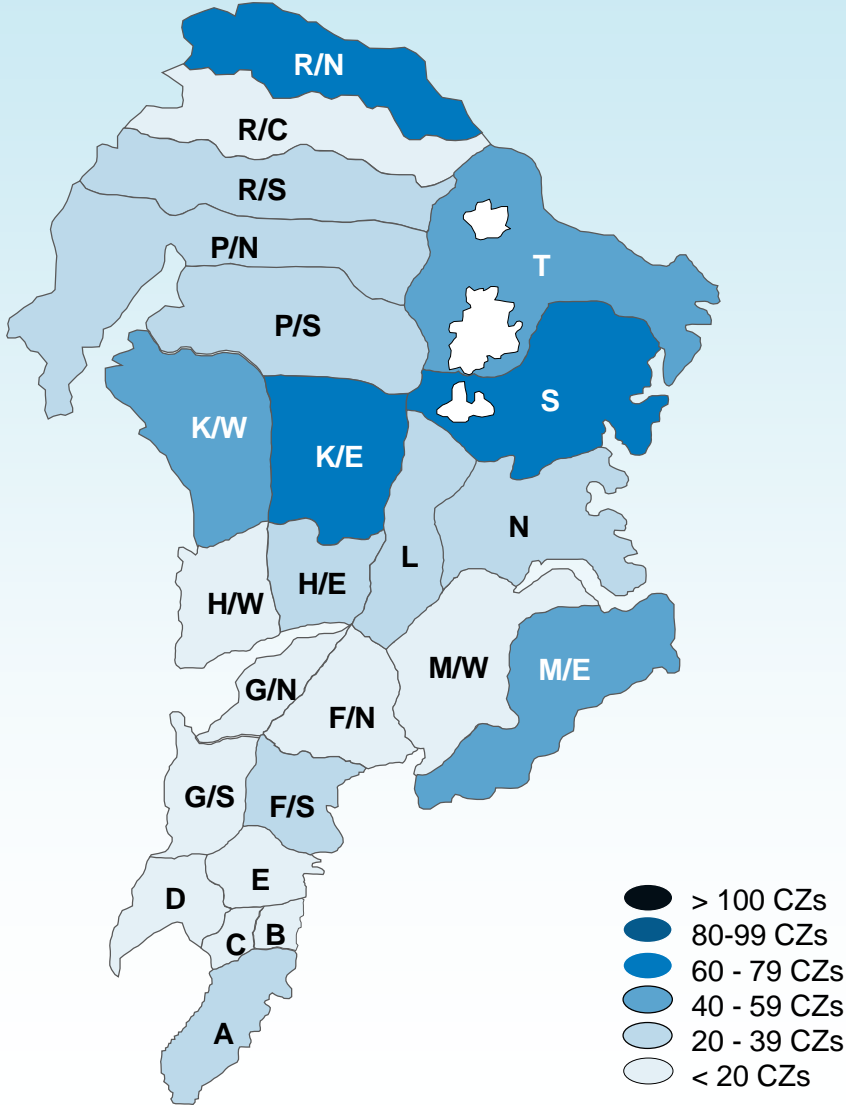 R/N
R/C
R/S
P/N
T
P/S
S
K/W
K/E
N
L
H/E
H/W
M/W
M/E
G/N
F/N
G/S
F/S
E
D
B
C
A
> 100 CZs
80-99 CZs
60 - 79 CZs
40 - 59 CZs
20 - 39 CZs
< 20 CZs